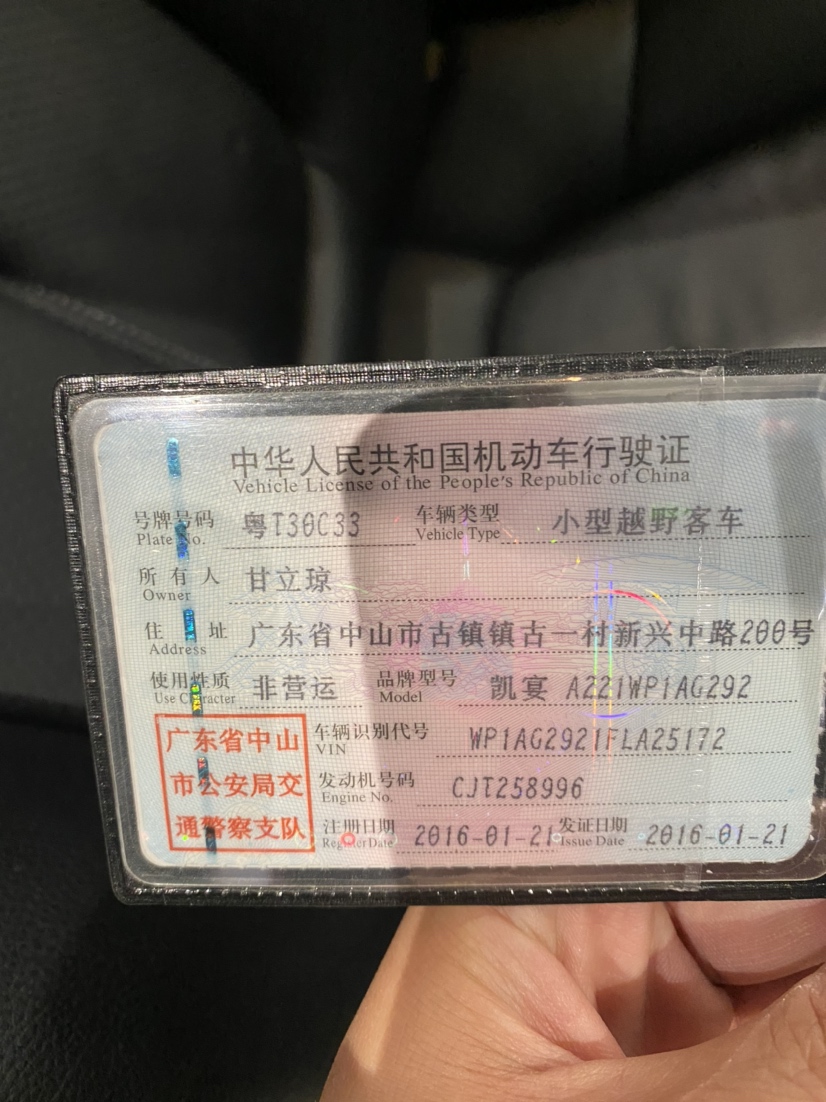 中华人民共和国机动车行驶证
Vehicle License of the People's Republic of China
号牌号码 粤T30C33 车辆类型 小型越野客车
Plate No. Vehicle Type
所有人 甘立琼
Owner
住址 广东省中山市古镇镇古一村新兴中路200号
Address
使用性质 非营运 品牌型号 凯宴 A221WP1AG292
Use Character Model
广东省中山
市公安局交
通警察支队
车辆识别代号 WP1AG2921FLA25172
VIN
发动机号码 CJT258996
Engine No.
注册日期 2016-01-21 发证日期 2016-01-21
Register Date Issue Date